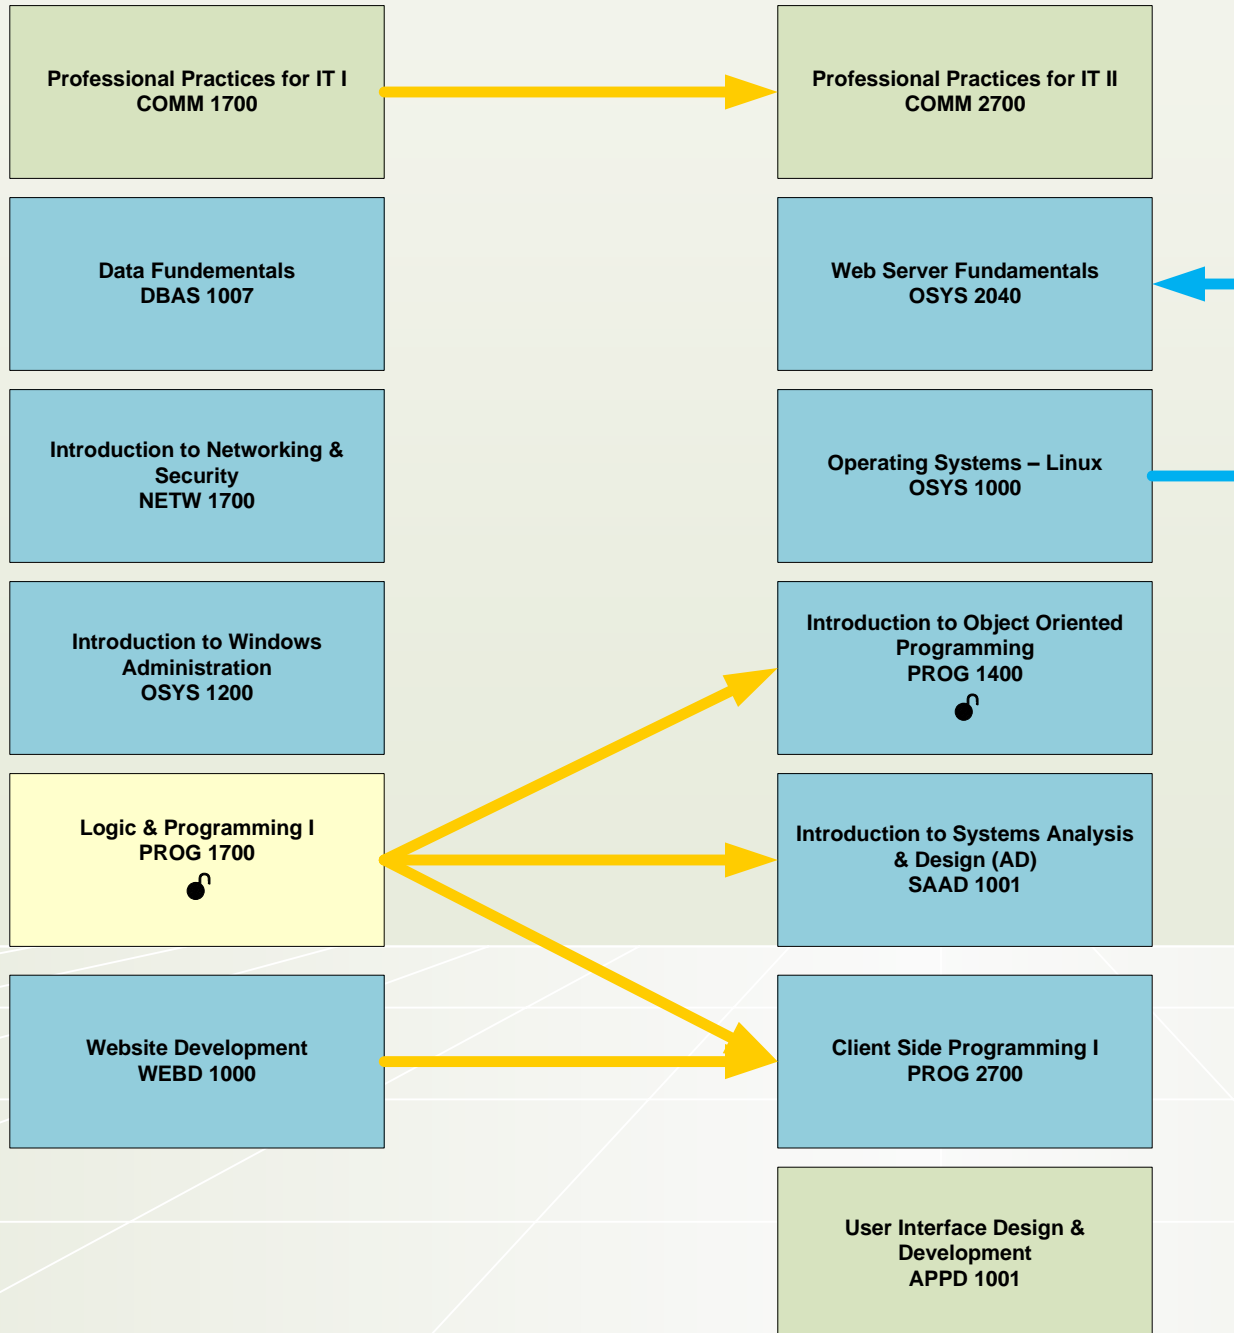 Professional Practices for IT I
COMM 1700
Professional Practices for IT II
COMM 2700
Data Fundementals
DBAS 1007
Web Server Fundamentals
OSYS 2040
Introduction to Networking &
Security
NETW 1700
Operating Systems – Linux
OSYS 1000
Introduction to Windows
Administration
OSYS 1200
Introduction to Object Oriented
Programming
PROG 1400
Logic & Programming I
PROG 1700
Introduction to Systems Analysis
& Design (AD)
SAAD 1001
Website Development
WEBD 1000
Client Side Programming I
PROG 2700
User Interface Design &
Development
APPD 1001